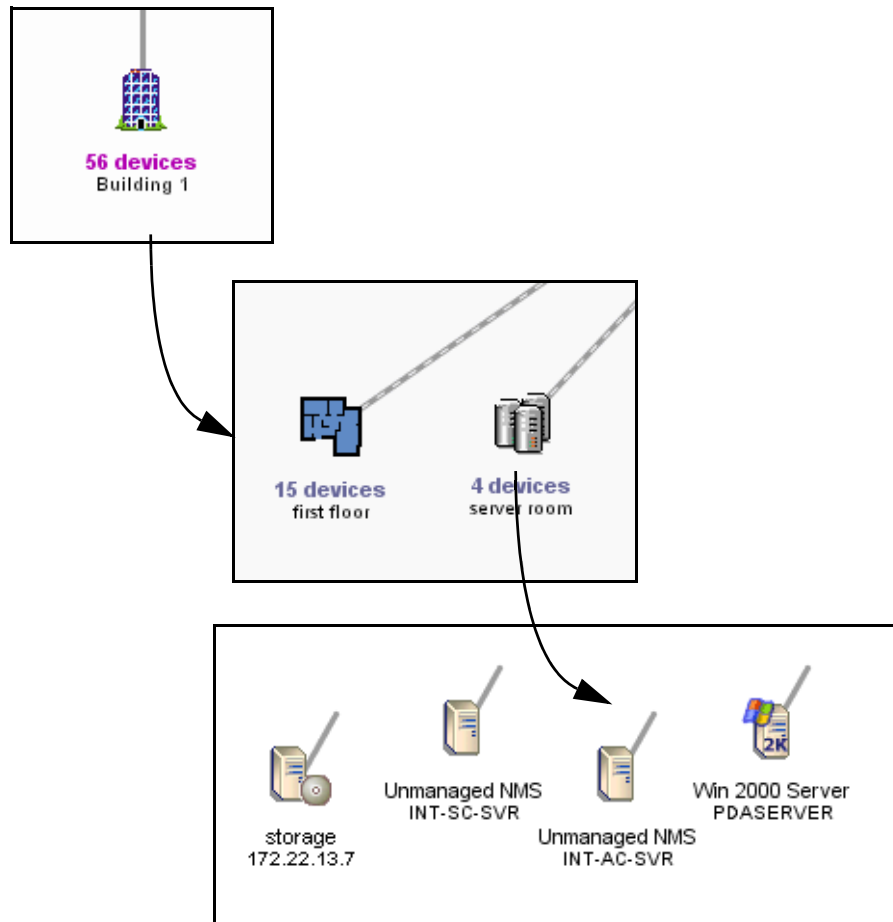 56 devices
Building 1
15 devices
first floor
4 devices
server room
storage
172.22.13.7
Unmanaged NMS
INT-SC-SVR
Unmanaged NMS
INT-AC-SVR
2K
Win 2000 Server
PDASERVER